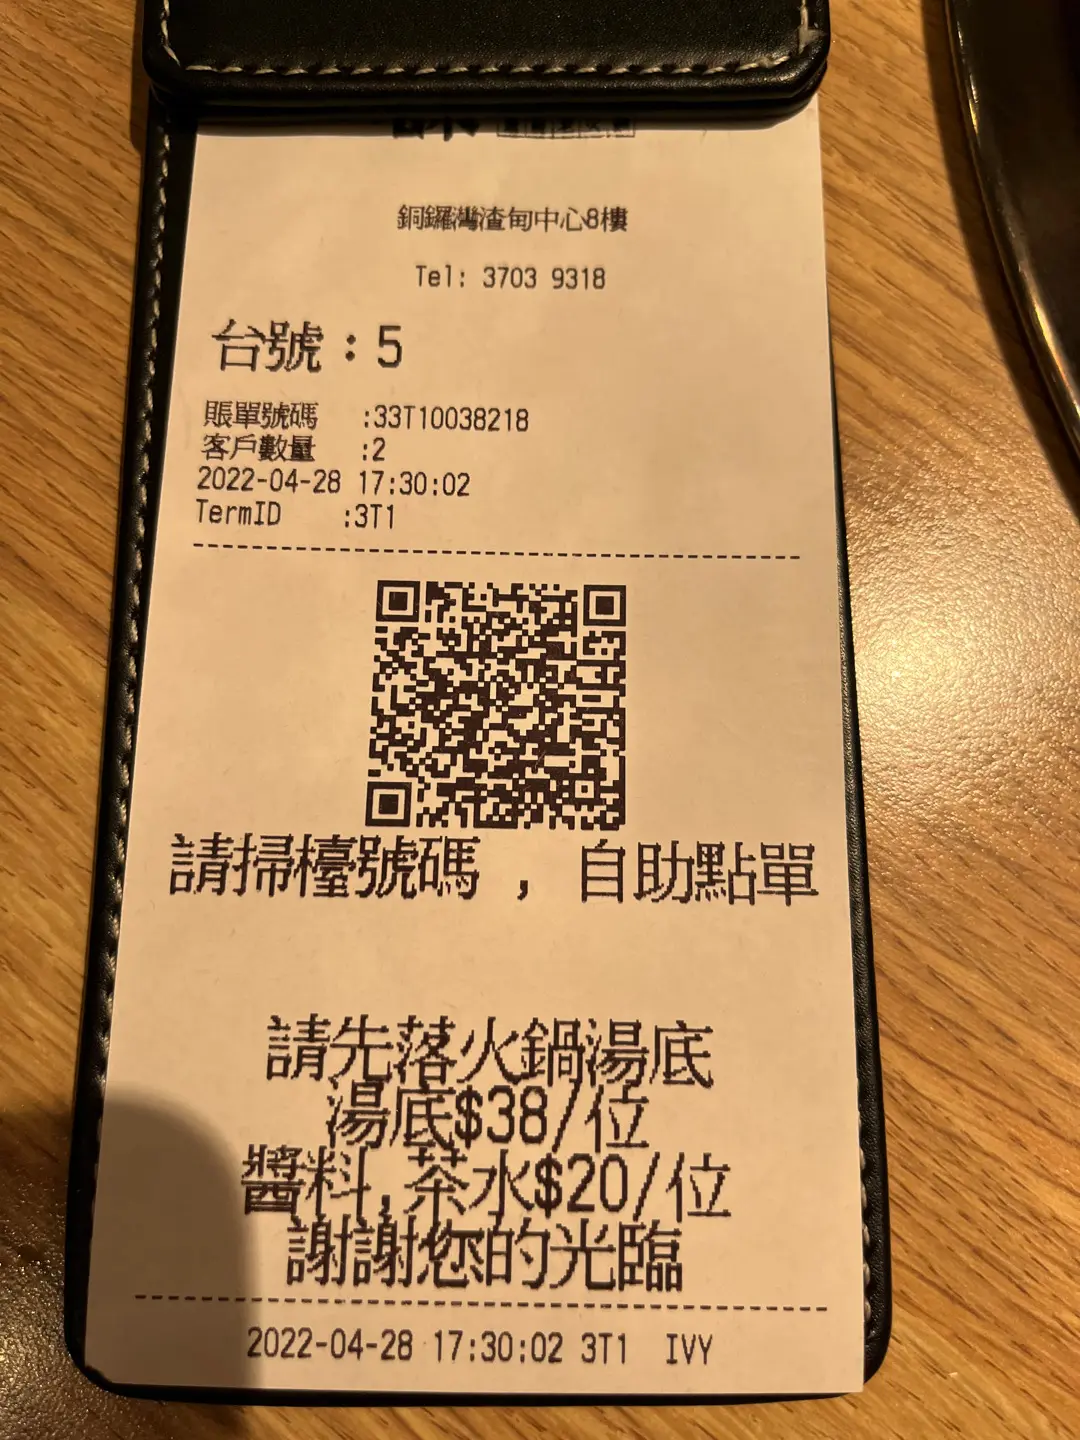 銅鑼灣渣甸中心8樓
Tel: 3703 9318
台號：5
賬單號碼 :33T10038218
客戶數量 :2
2022-04-28 17:30:02
TermID :3T1
請掃檯號碼 , 自助點單
請先落火鍋湯底
湯底$38/位
醬料,茶水$20/位
謝謝您的光臨
2022-04-28 17:30:02 3T1 IVY